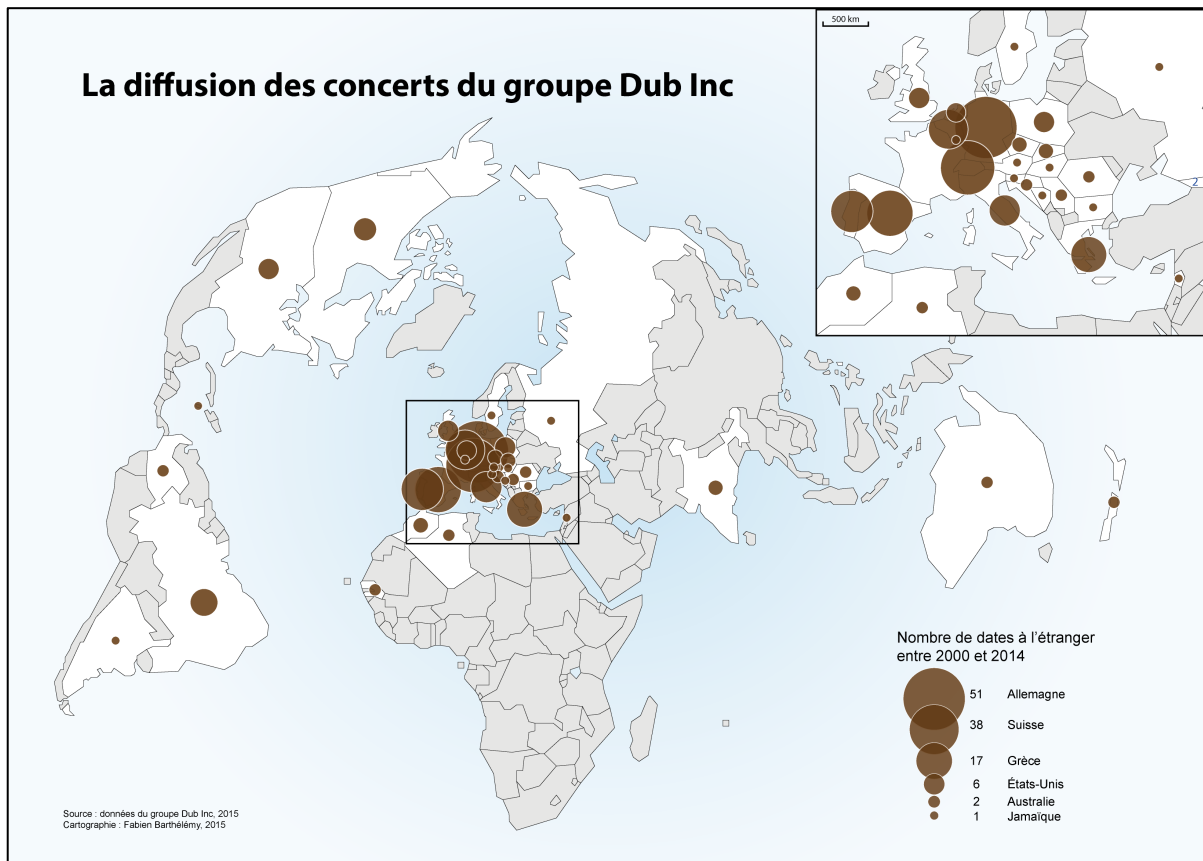 500 km
La diffusion des concerts du groupe Dub Inc
2
Nombre de dates à l'étranger
entre 2000 et 2014
51 Allemagne
38 Suisse
17 Grèce
6 États-Unis
2 Australie
1 Jamaïque
Source : données du groupe Dub Inc, 2015
Cartographie : Fabien Barthélémy, 2015